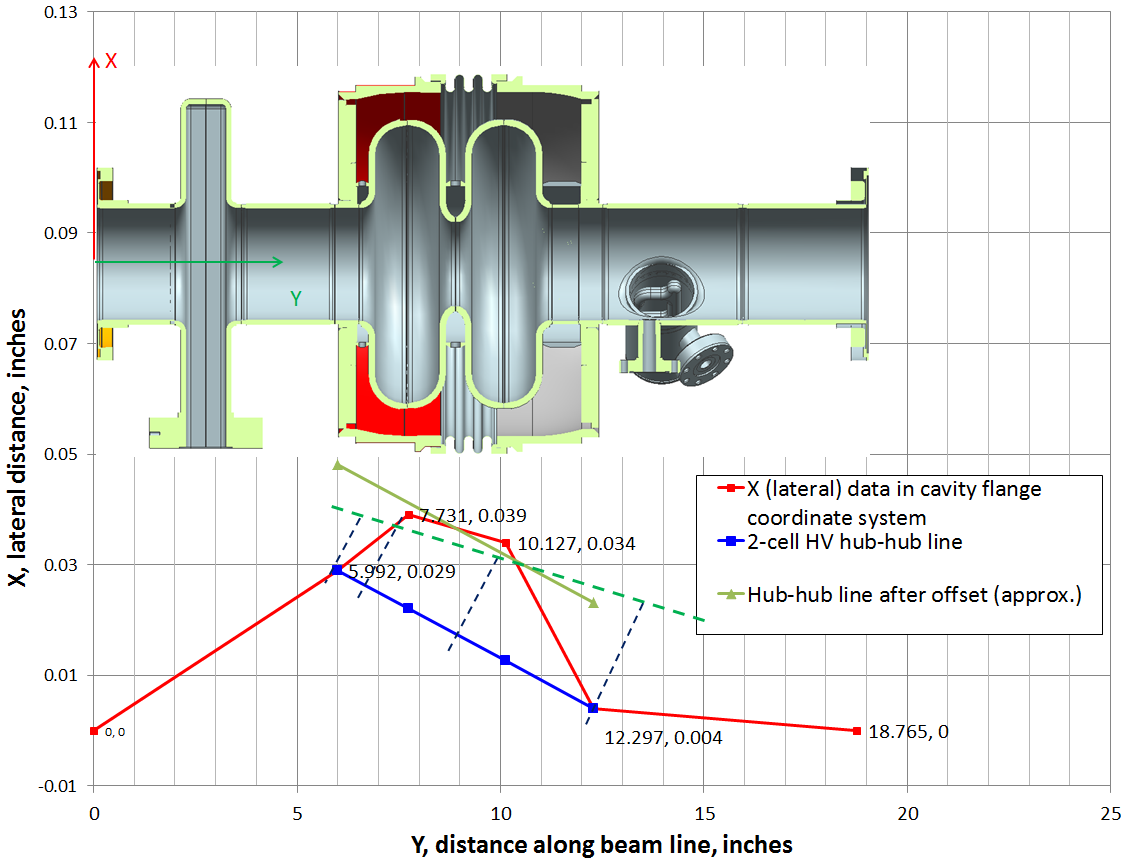 0.13
0.11
0.09
0.07
0.05
0.03
0.01
-0.01
X, lateral distance, inches
X
Y
X (lateral) data in cavity flange
coordinate system
2-cell HV hub-hub line
Hub-hub line after offset (approx.)
7.731, 0.039
10.127, 0.034
5.992, 0.029
0, 0
12.297, 0.004
18.765, 0
0
5
10
15
20
25
Y, distance along beam line, inches